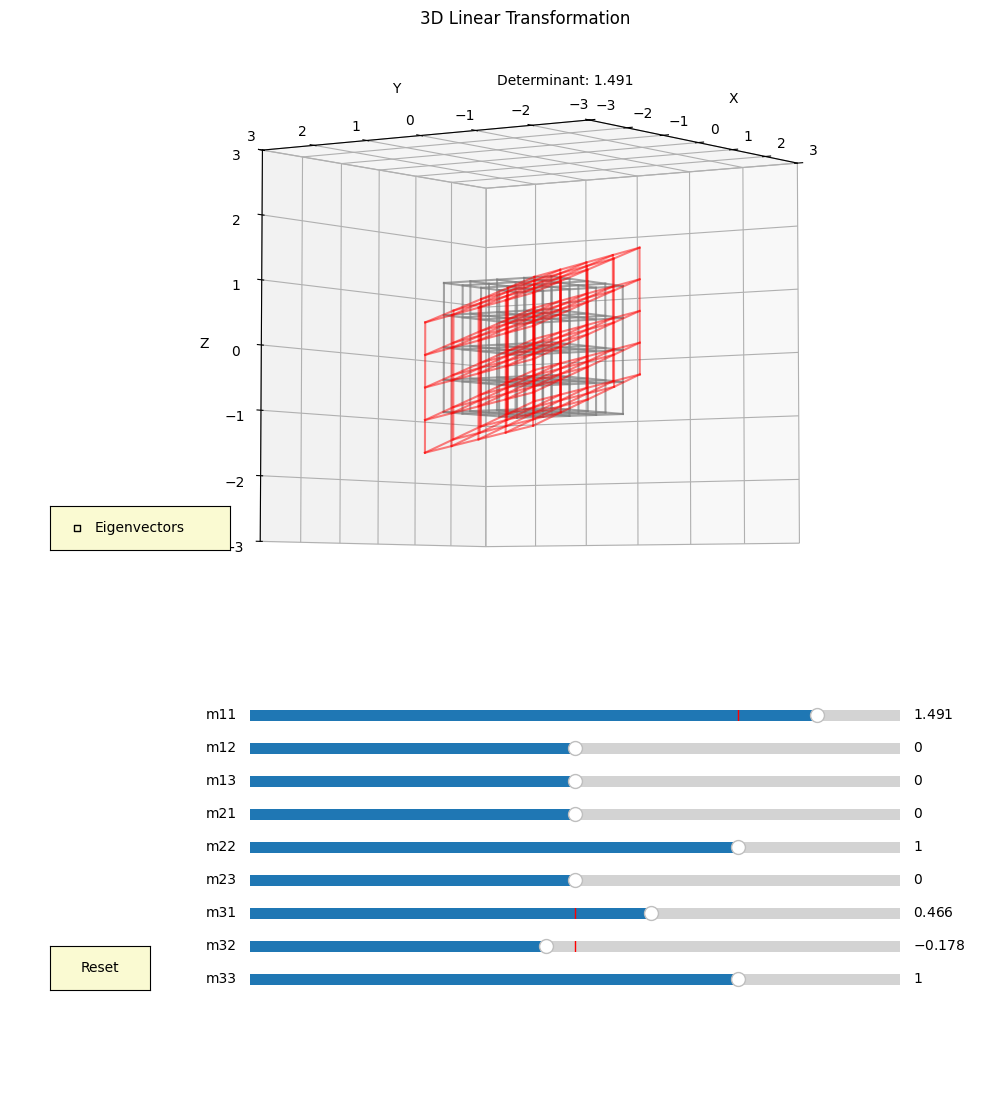 3D Linear Transformation
Determinant: 1.491
Y
X
3 2 1 0 −1 −2 −3
−3 −2 −1 0 1 2 3
Z
3
2
1
0
−1
−2
-3
Eigenvectors
m11 1.491
m12 0
m13 0
m21 0
m22 1
m23 0
m31 0.466
m32 −0.178
m33 1
Reset